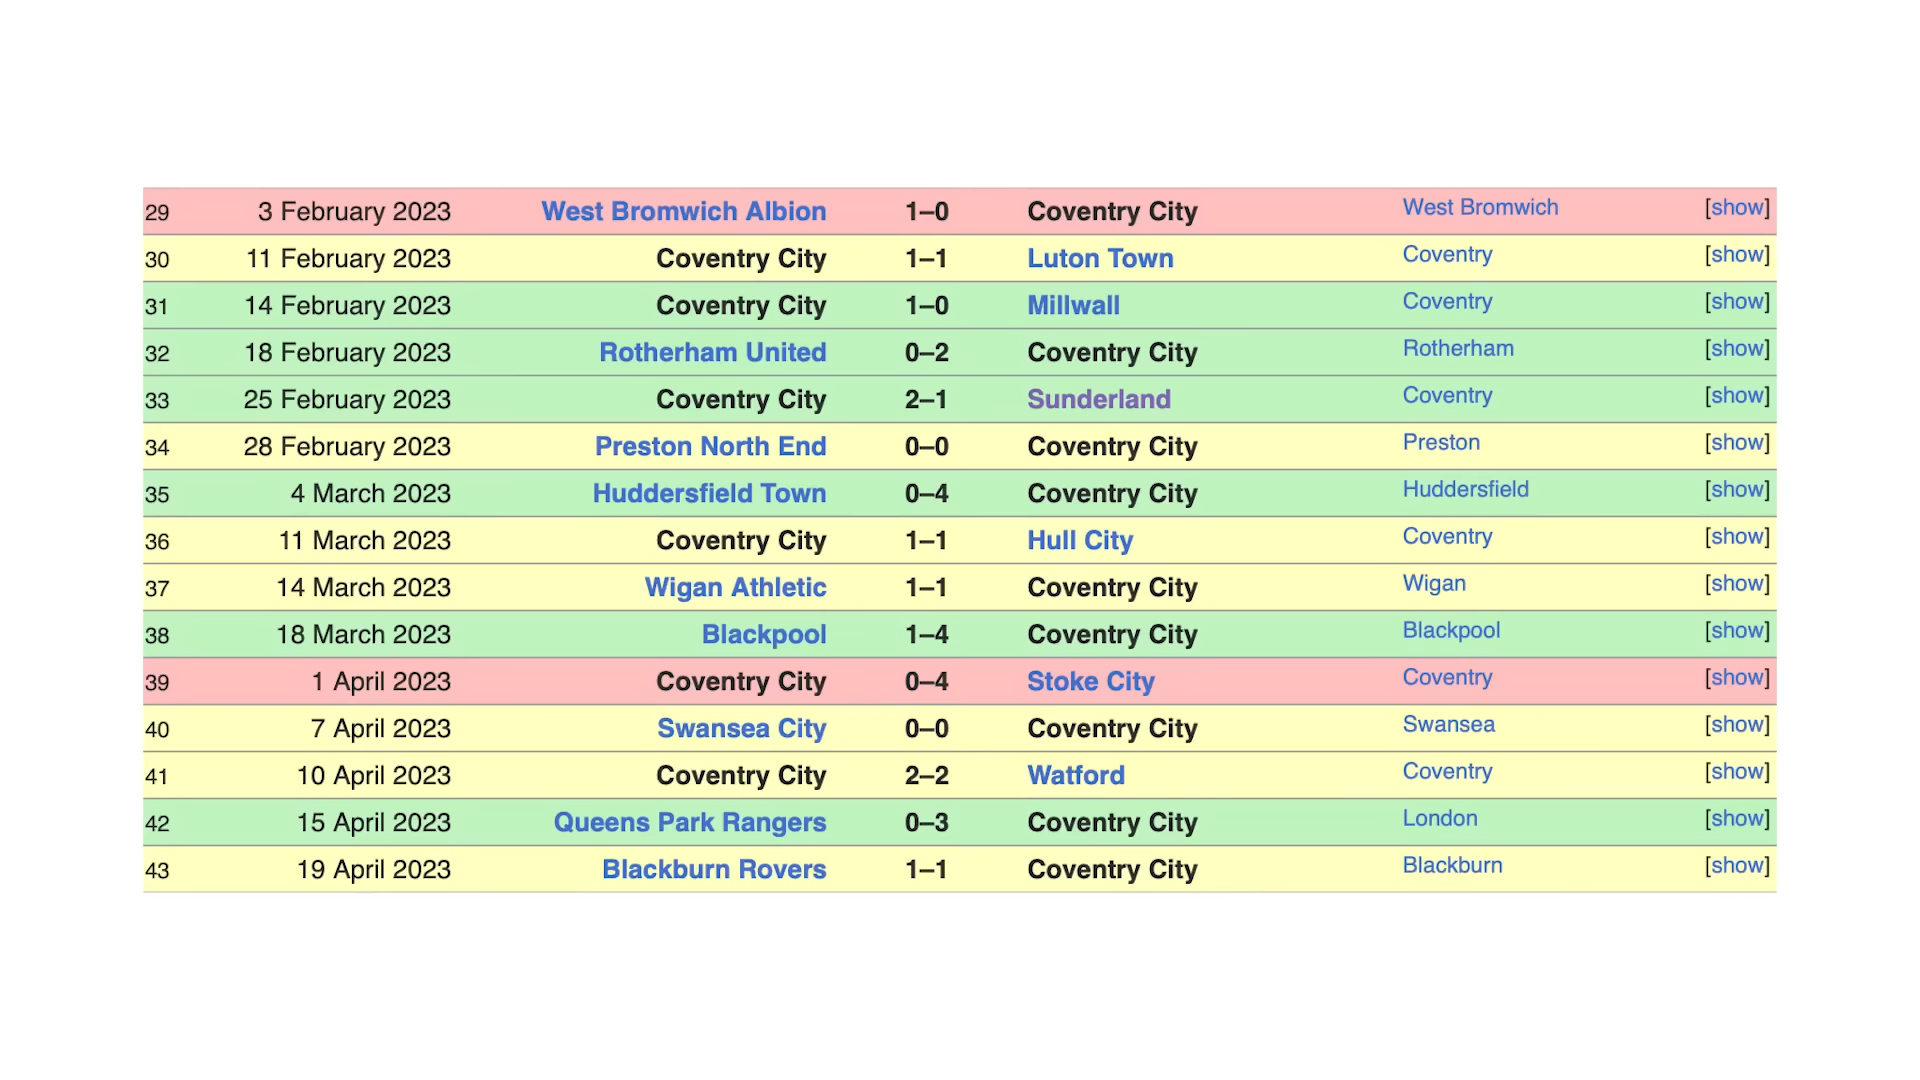 29 3 February 2023 West Bromwich Albion 1–0 Coventry City West Bromwich [show]
30 11 February 2023 Coventry City 1–1 Luton Town Coventry [show]
31 14 February 2023 Coventry City 1–0 Millwall Coventry [show]
32 18 February 2023 Rotherham United 0–2 Coventry City Rotherham [show]
33 25 February 2023 Coventry City 2–1 Sunderland Coventry [show]
34 28 February 2023 Preston North End 0–0 Coventry City Preston [show]
35 4 March 2023 Huddersfield Town 0–4 Coventry City Huddersfield [show]
36 11 March 2023 Coventry City 1–1 Hull City Coventry [show]
37 14 March 2023 Wigan Athletic 1–1 Coventry City Wigan [show]
38 18 March 2023 Blackpool 1–4 Coventry City Blackpool [show]
39 1 April 2023 Coventry City 0–4 Stoke City Coventry [show]
40 7 April 2023 Swansea City 0–0 Coventry City Swansea [show]
41 10 April 2023 Coventry City 2–2 Watford Coventry [show]
42 15 April 2023 Queens Park Rangers 0–3 Coventry City London [show]
43 19 April 2023 Blackburn Rovers 1–1 Coventry City Blackburn [show]